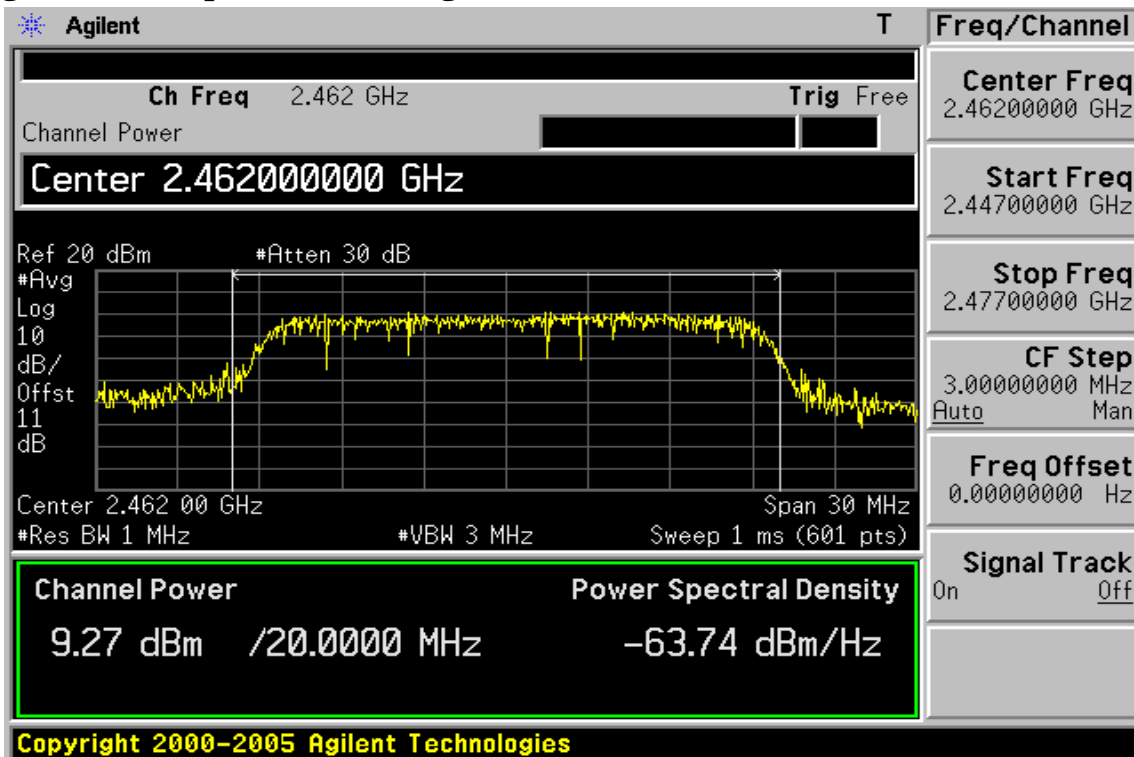 Agilent T
Ch Freq 2.462 GHz Trig Free
Channel Power
Center 2.462000000 GHz
Ref 20 dBm #Atten 30 dB
#Avg
Log
10
dB/
Offst
11
dB
Center 2.462 00 GHz Span 30 MHz
#Res BW 1 MHz #VBW 3 MHz Sweep 1 ms (601 pts)
Channel Power Power Spectral Density
9.27 dBm /20.0000 MHz -63.74 dBm/Hz
Copyright 2000-2005 Agilent Technologies
Freq/Channel
Center Freq
2.46200000 GHz
Start Freq
2.44700000 GHz
Stop Freq
2.47700000 GHz
CF Step
3.00000000 MHz
Auto Man
Freq Offset
0.00000000 Hz
Signal Track
On Off